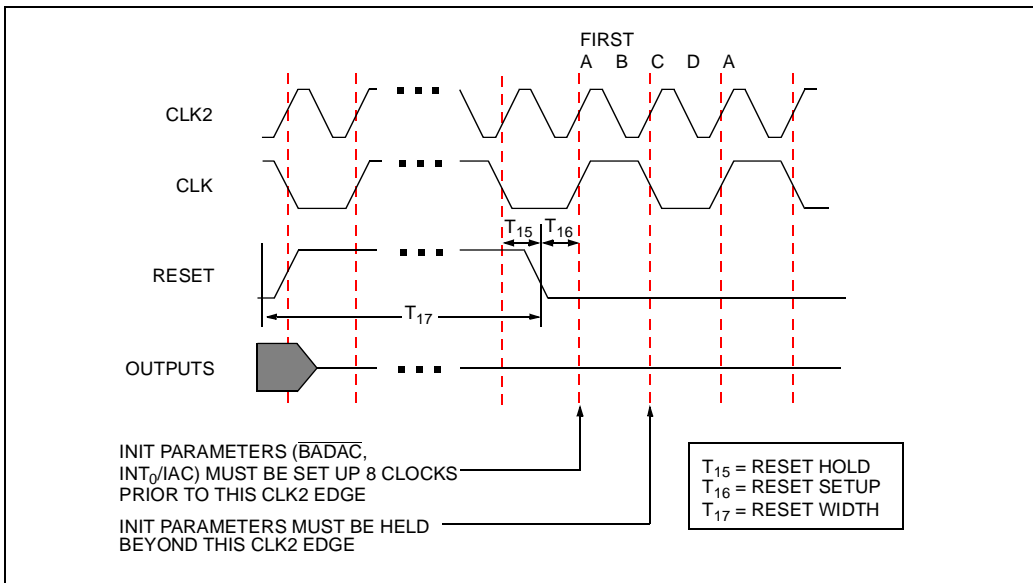 FIRST
A B C D A
CLK2
CLK
T15 T16
RESET
T17
OUTPUTS
INIT PARAMETERS (B̅A̅D̅A̅C̅,
INT0/IAC) MUST BE SET UP 8 CLOCKS
PRIOR TO THIS CLK2 EDGE
INIT PARAMETERS MUST BE HELD
BEYOND THIS CLK2 EDGE
T15 = RESET HOLD
T16 = RESET SETUP
T17 = RESET WIDTH